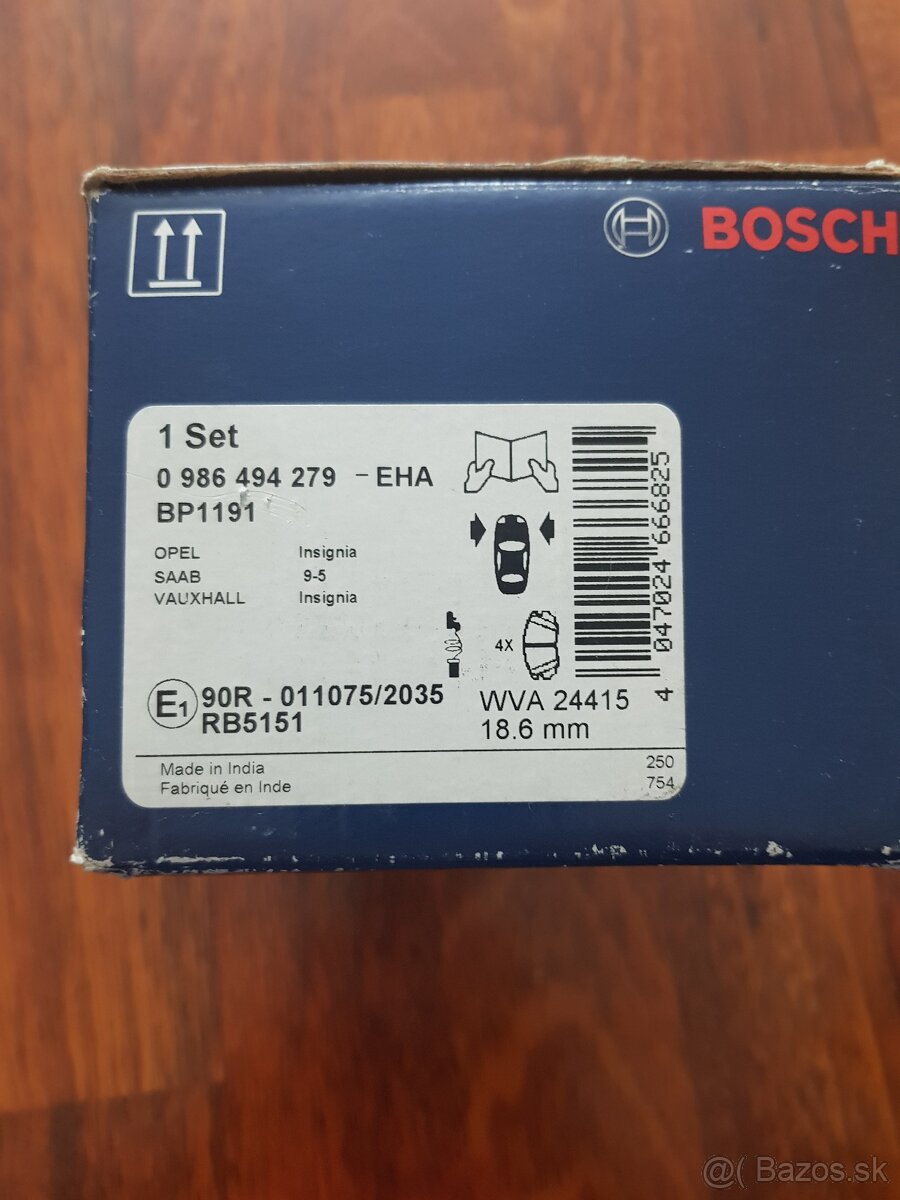 BOSCH
1 Set
0 986 494 279 - EHA
BP1191
OPEL Insignia
SAAB 9-5
VAUXHALL Insignia
4X
4 047024 666825
E1 90R - 011075/2035
RB5151
WVA 24415
18.6 mm
Made in India
Fabriqué en Inde
250
754
@( Bazos.sk